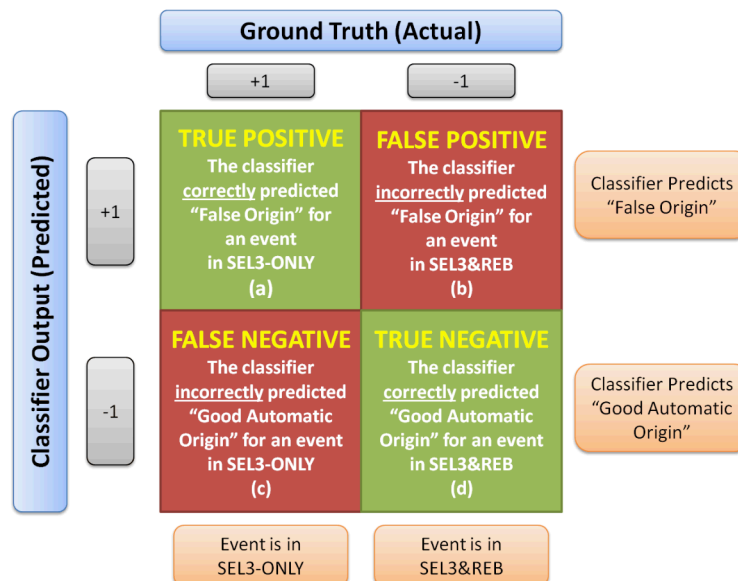 Ground Truth (Actual)
+1
-1
Classifier Output (Predicted)
+1
TRUE POSITIVE
The classifier
correctly predicted
“False Origin” for
an event
in SEL3-ONLY
(a)
FALSE POSITIVE
The classifier
incorrectly predicted
“False Origin” for
an event
in SEL3&REB
(b)
Classifier Predicts
“False Origin”
-1
FALSE NEGATIVE
The classifier
incorrectly predicted
“Good Automatic
Origin” for an event
in SEL3-ONLY
(c)
TRUE NEGATIVE
The classifier
correctly predicted
“Good Automatic
Origin” for an event
in SEL3&REB
(d)
Classifier Predicts
“Good Automatic
Origin”
Event is in
SEL3-ONLY
Event is in
SEL3&REB